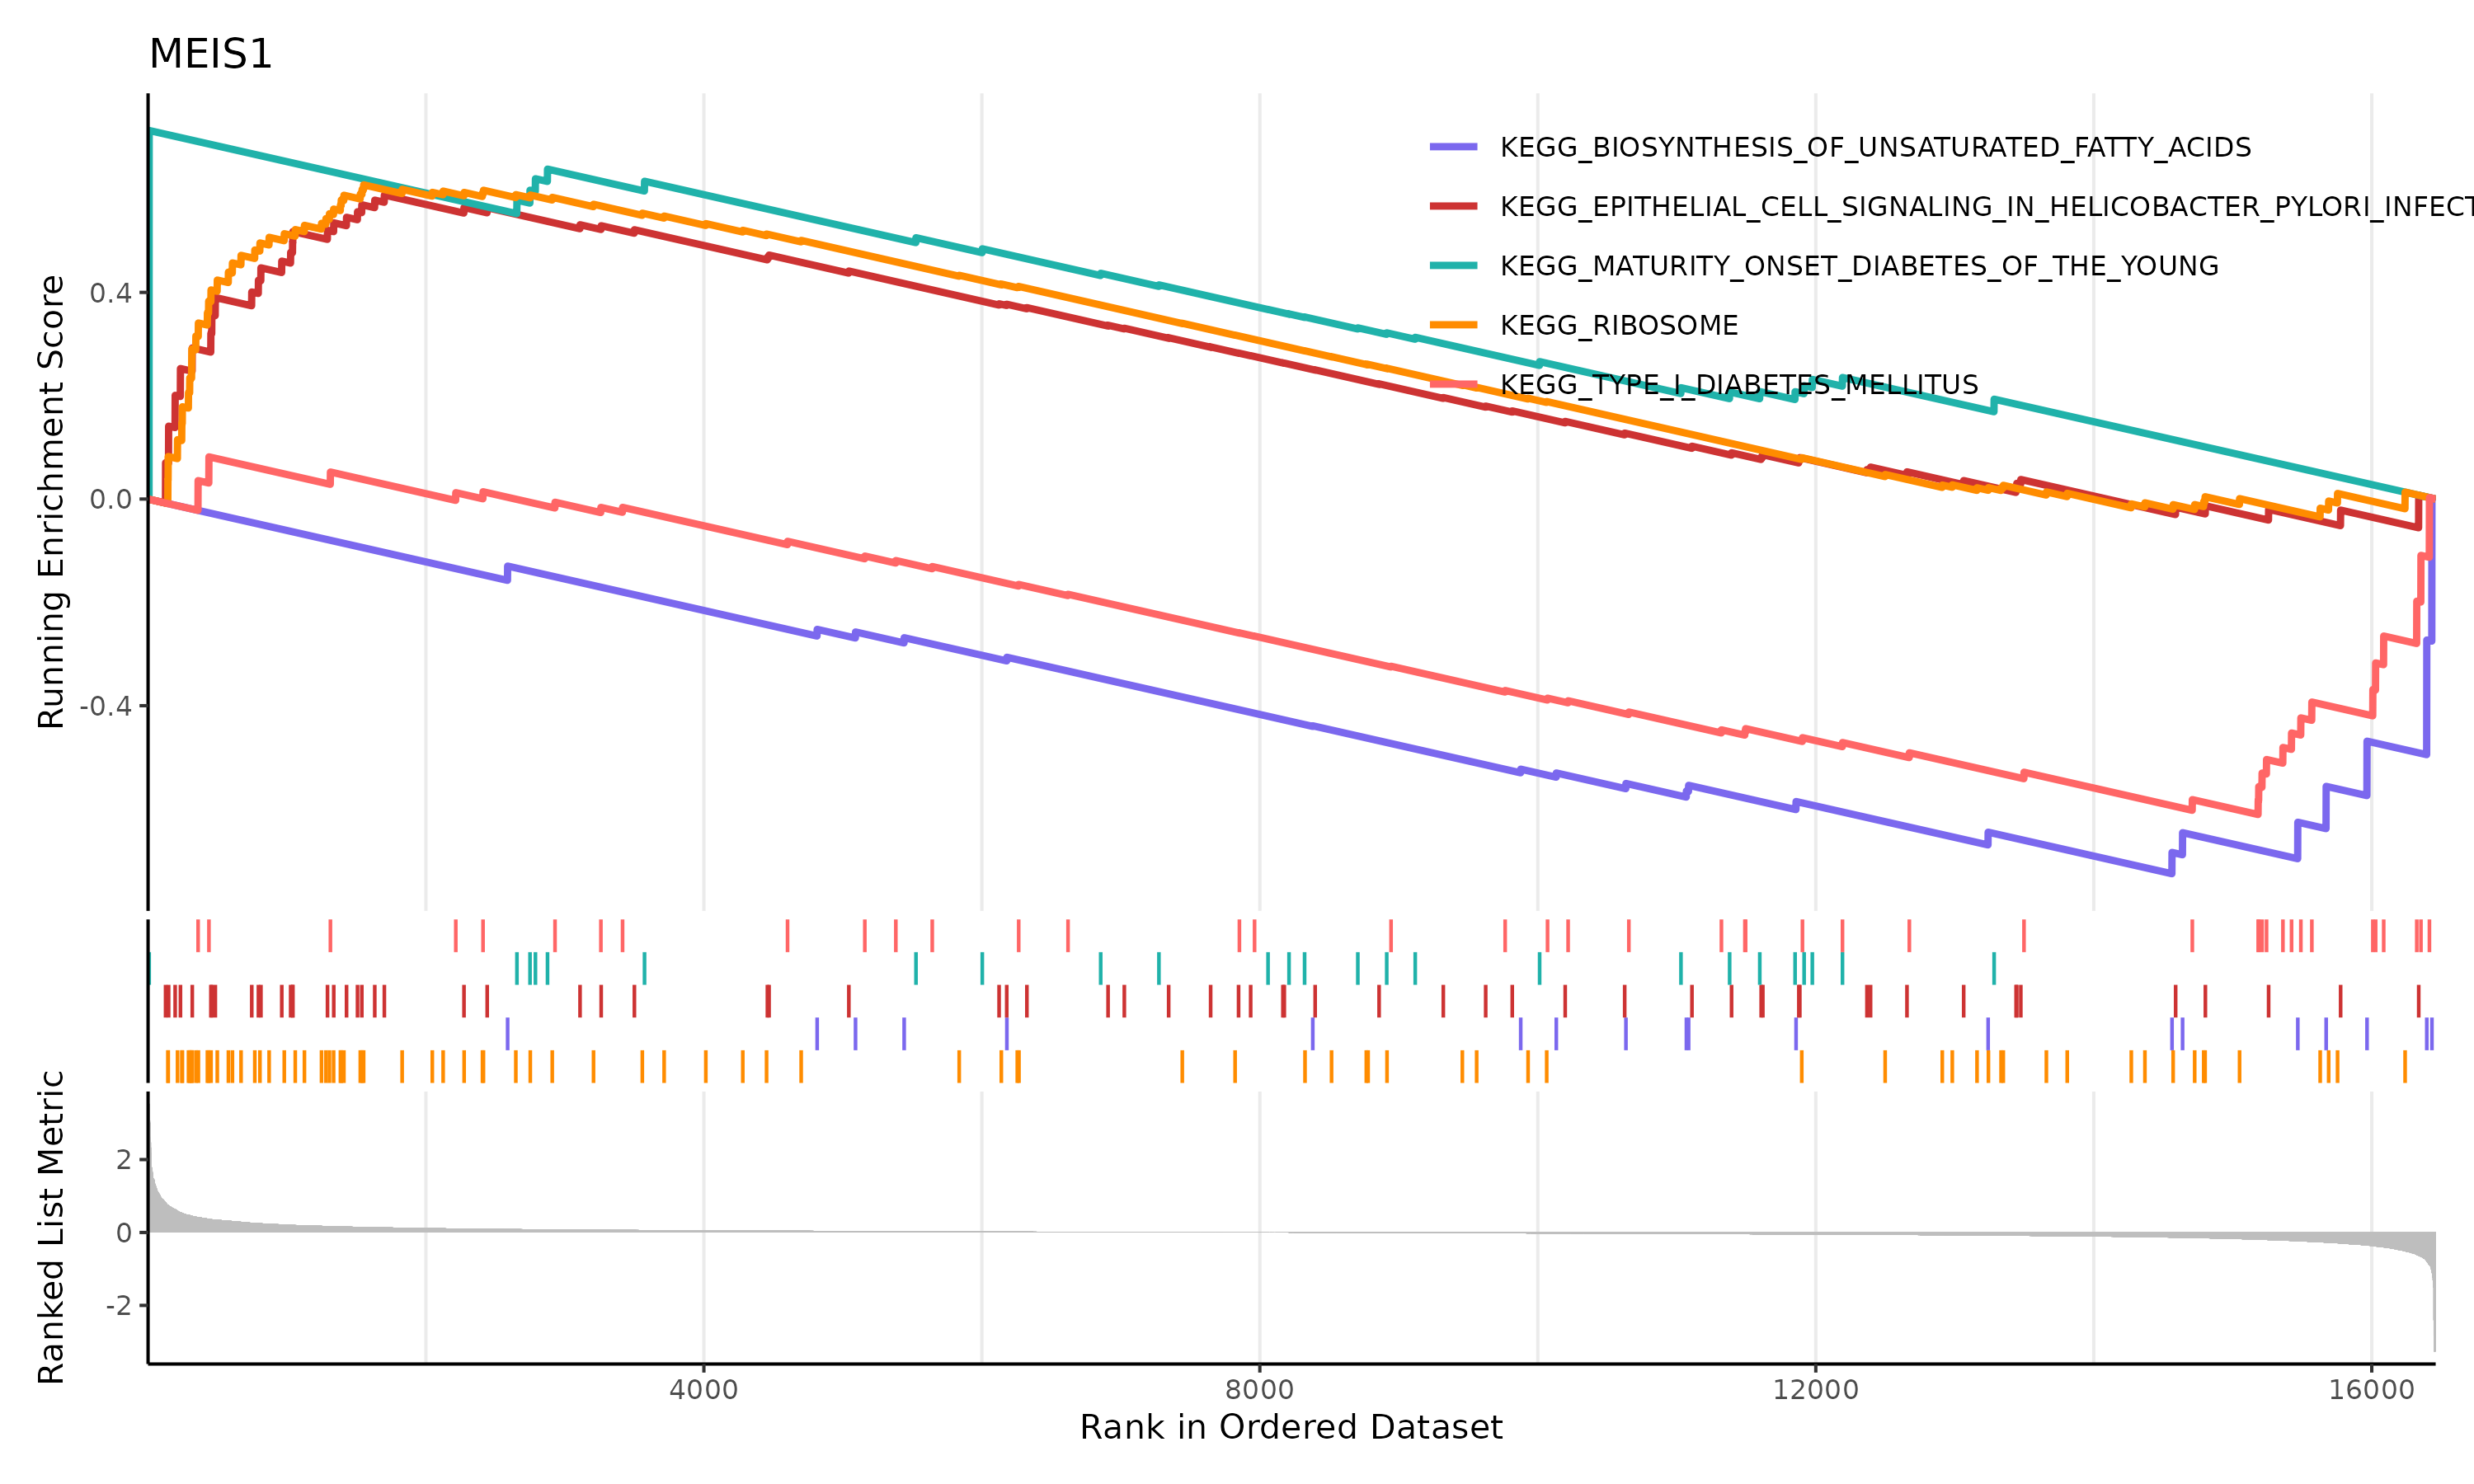 MEIS1
KEGG_BIOSYNTHESIS_OF_UNSATURATED_FATTY_ACIDS
KEGG_EPITHELIAL_CELL_SIGNALING_IN_HELICOBACTER_PYLORI_INFECT
KEGG_MATURITY_ONSET_DIABETES_OF_THE_YOUNG
KEGG_RIBOSOME
KEGG_TYPE_I_DIABETES_MELLITUS
Running Enrichment Score
0.4
0.0
-0.4
Ranked List Metric
2
0
-2
4000 8000 12000 16000
Rank in Ordered Dataset